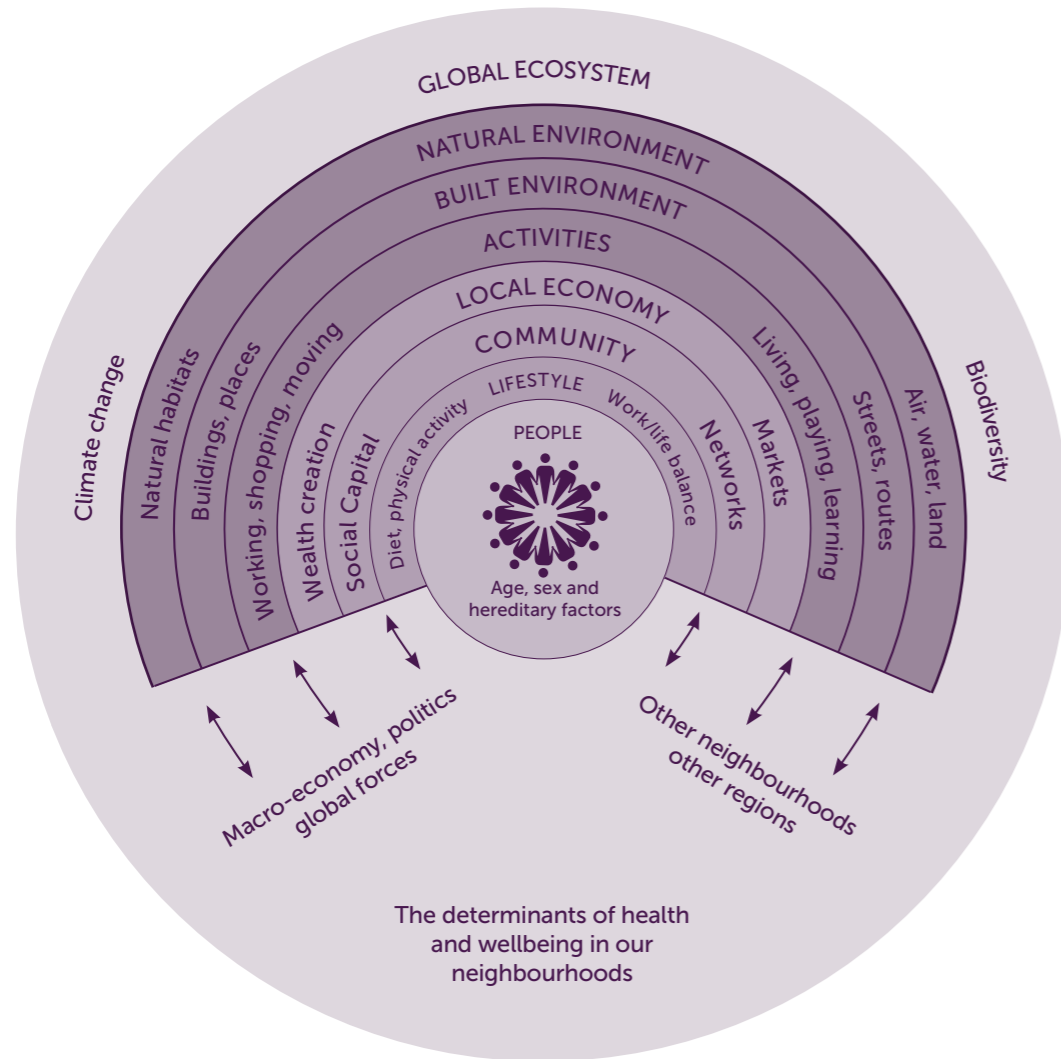 GLOBAL ECOSYSTEM
NATURAL ENVIRONMENT
BUILT ENVIRONMENT
ACTIVITIES
LOCAL ECONOMY
COMMUNITY
LIFESTYLE
PEOPLE
Age, sex and
hereditary factors
Climate change
Natural habitats
Buildings, places
Working, shopping, moving
Wealth creation
Social Capital
Diet, physical activity
Work/life balance
Networks
Markets
Living, playing, learning
Streets, routes
Air, water, land
Biodiversity
Macro-economy, politics
global forces
Other neighbourhoods
other regions
The determinants of health
and wellbeing in our
neighbourhoods